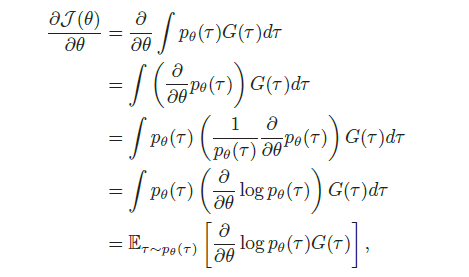 ∂𝒥(θ)/∂θ = ∂/∂θ ∫ p_θ(τ)G(τ)dτ
= ∫ (∂/∂θ p_θ(τ)) G(τ)dτ
= ∫ p_θ(τ) (1/p_θ(τ) ∂/∂θ p_θ(τ)) G(τ)dτ
= ∫ p_θ(τ) (∂/∂θ log p_θ(τ)) G(τ)dτ
= 𝔼_{τ∼p_θ(τ)} [∂/∂θ log p_θ(τ)G(τ)],